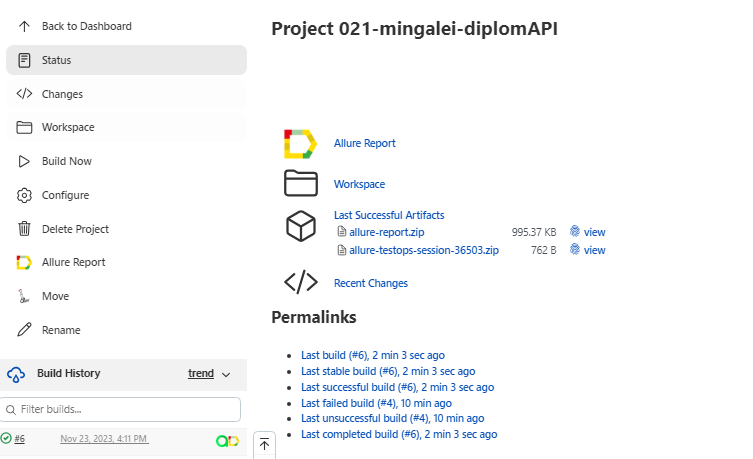 Back to Dashboard
Status
Changes
Workspace
Build Now
Configure
Delete Project
Allure Report
Move
Rename
Build History trend
Filter builds...
#6 Nov 23, 2023, 4:11 PM
Project 021-mingalei-diplomAPI
Allure Report
Workspace
Last Successful Artifacts
allure-report.zip 995.37 KB view
allure-testops-session-36503.zip 762 B view
Recent Changes
Permalinks
Last build (#6), 2 min 3 sec ago
Last stable build (#6), 2 min 3 sec ago
Last successful build (#6), 2 min 3 sec ago
Last failed build (#4), 10 min ago
Last unsuccessful build (#4), 10 min ago
Last completed build (#6), 2 min 3 sec ago